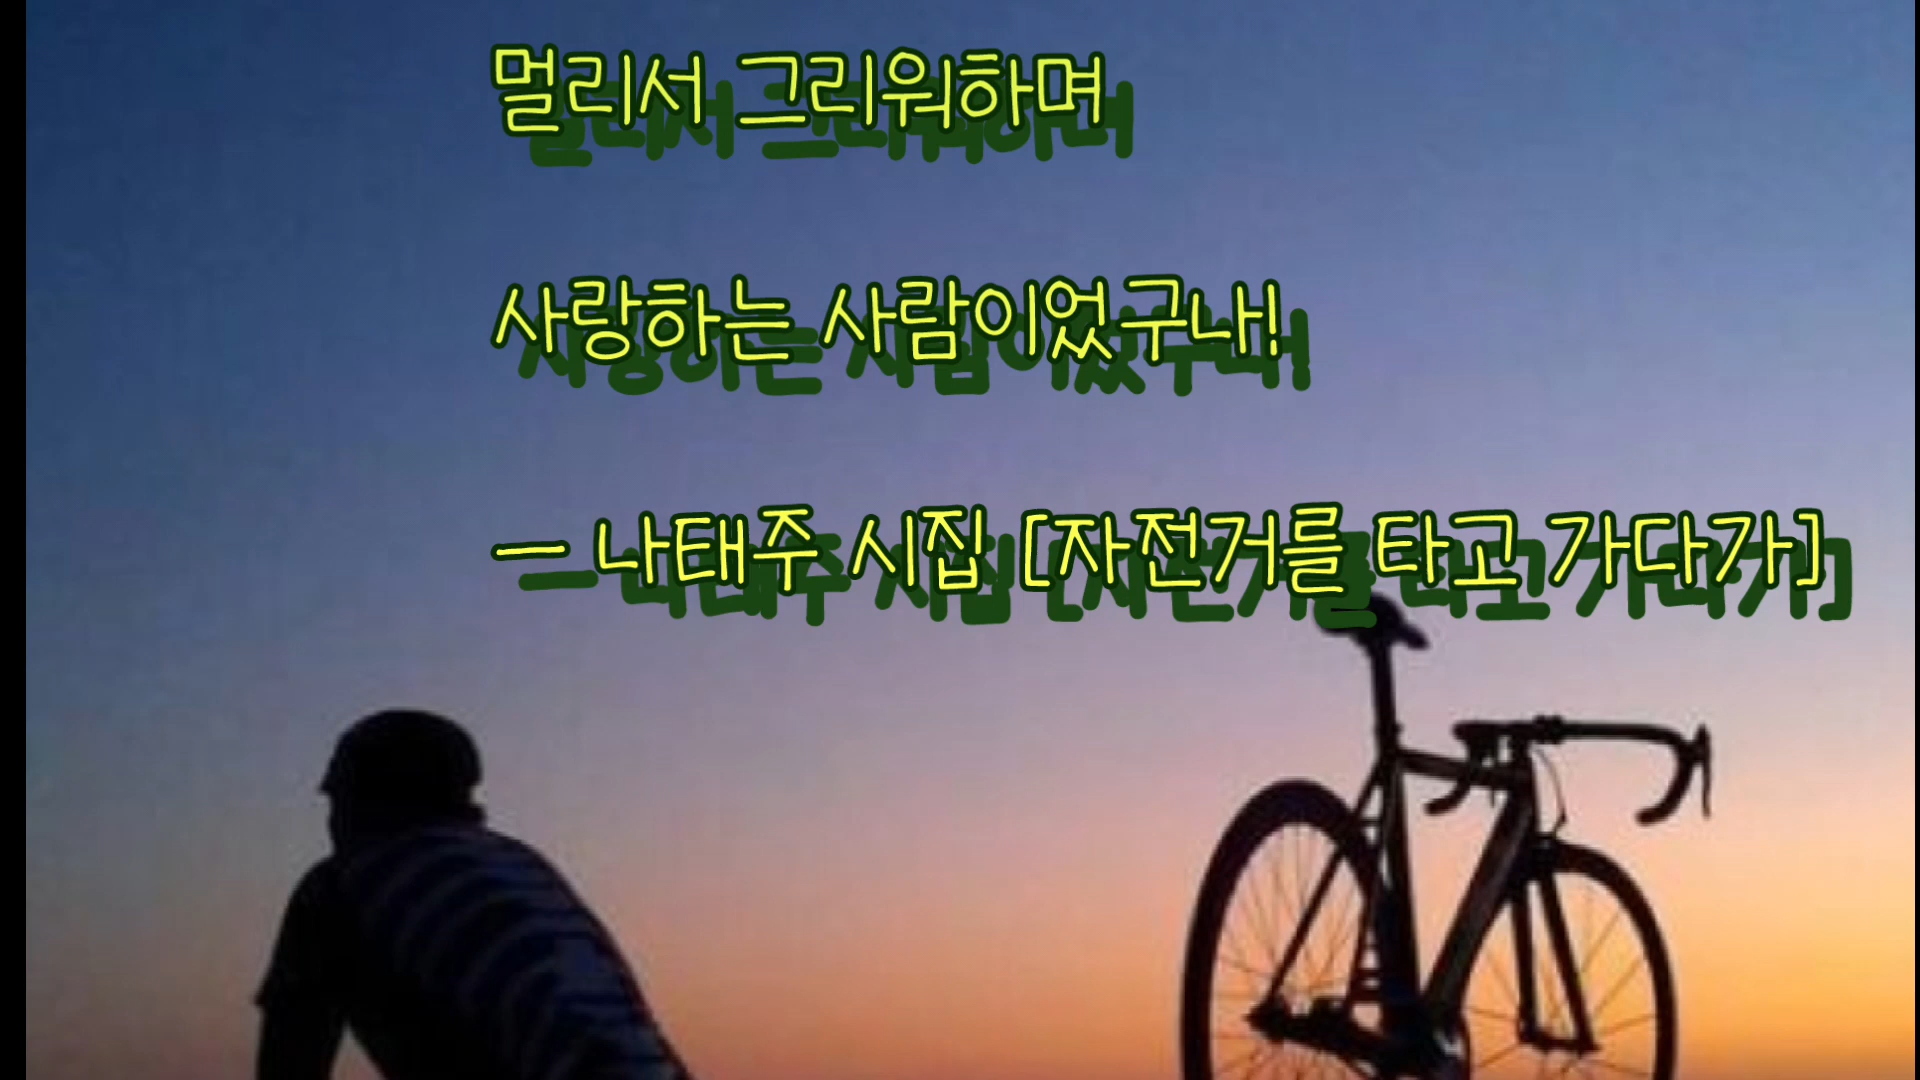 멀리서 그리워하며
사랑하는 사람이었구나!
— 나태주 시집 [자전거를 타고 가다가]